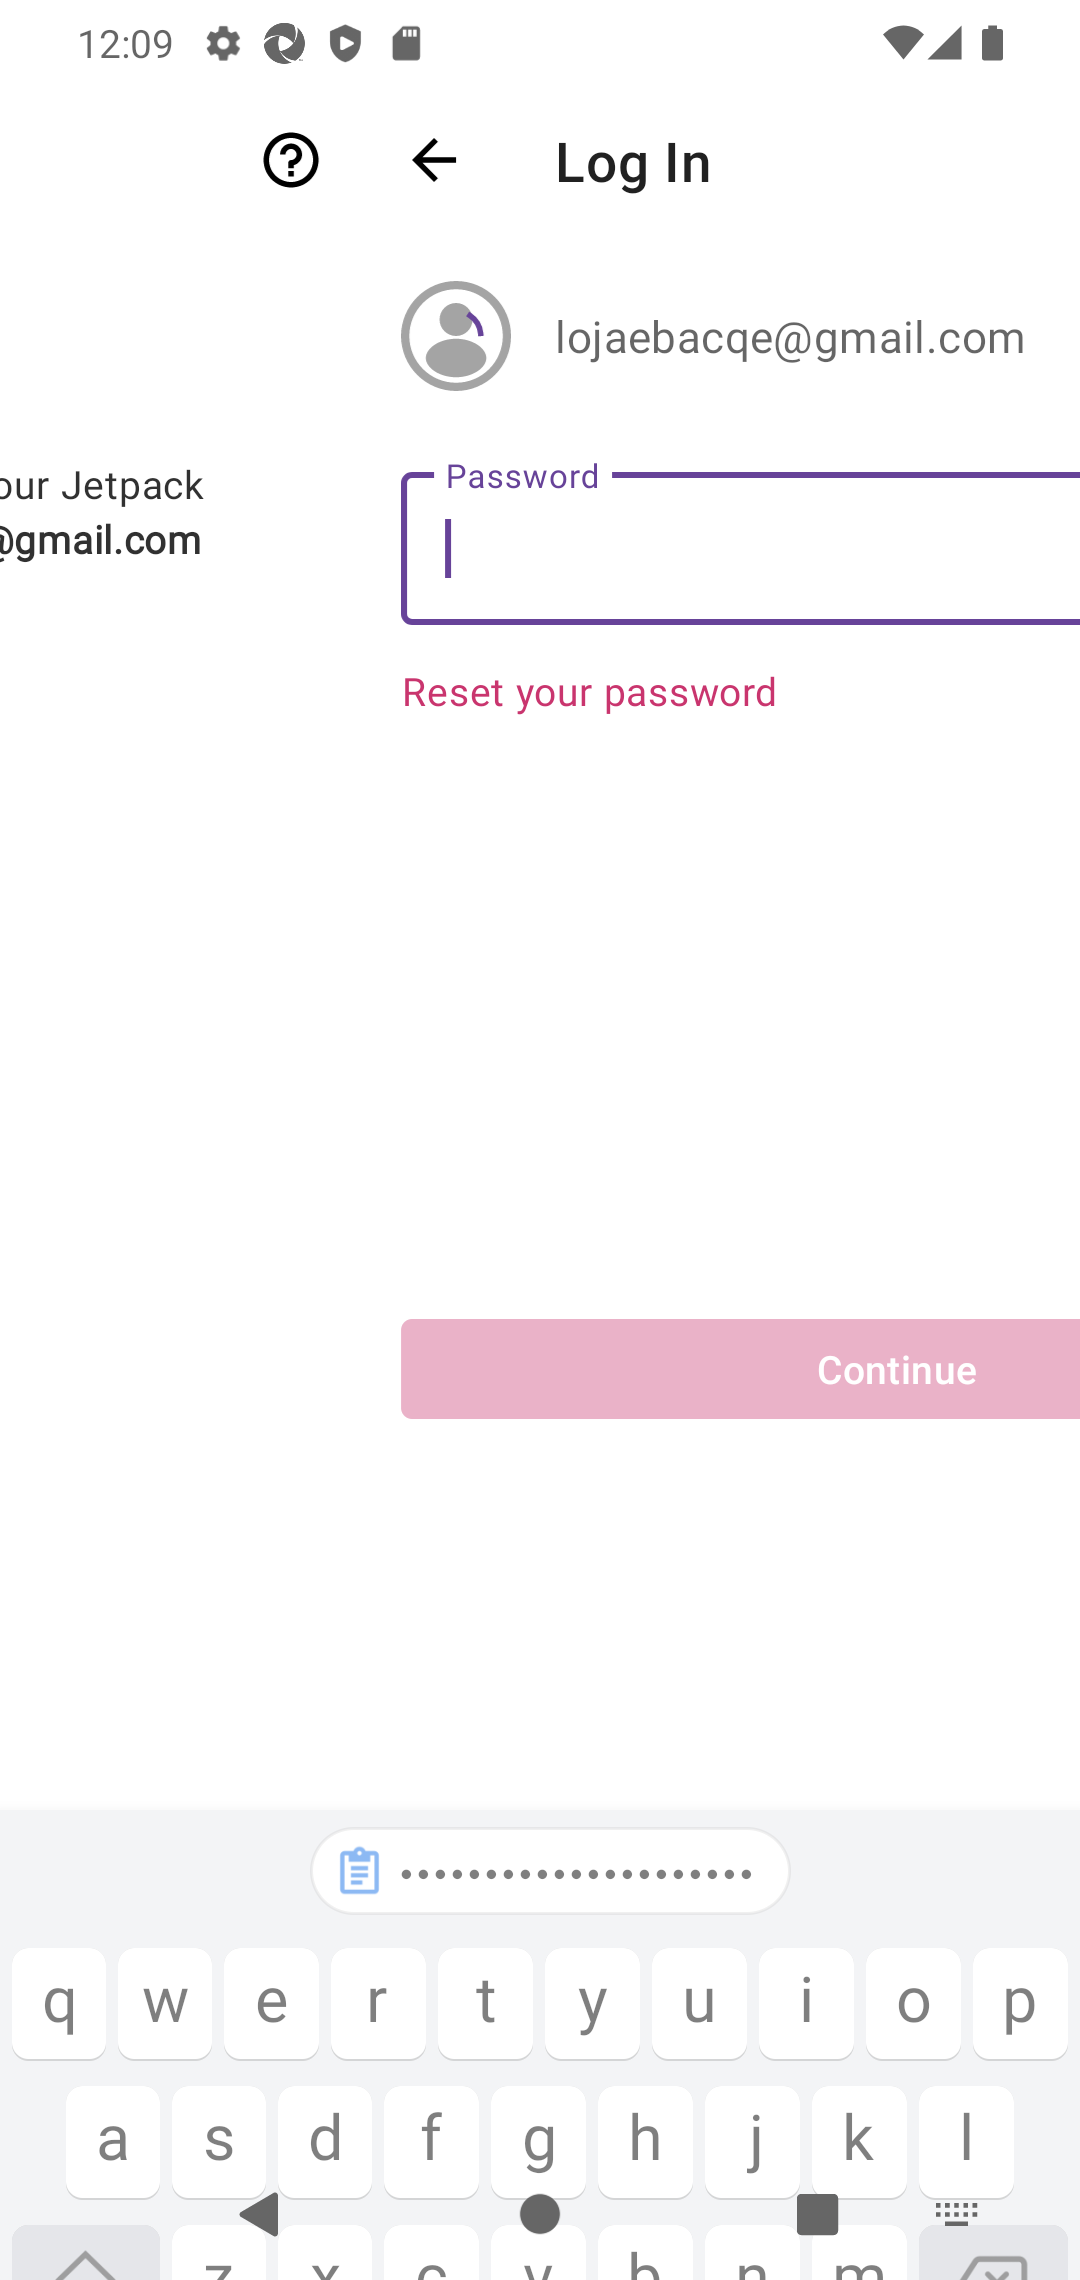 12:09
Log In
lojaebacqe@gmail.com
our Jetpack
@gmail.com
Password
Reset your password
Continue
••••••••••••••••••••••
q w e r t y u i o p
a s d f g h j k l
z x c v b n m